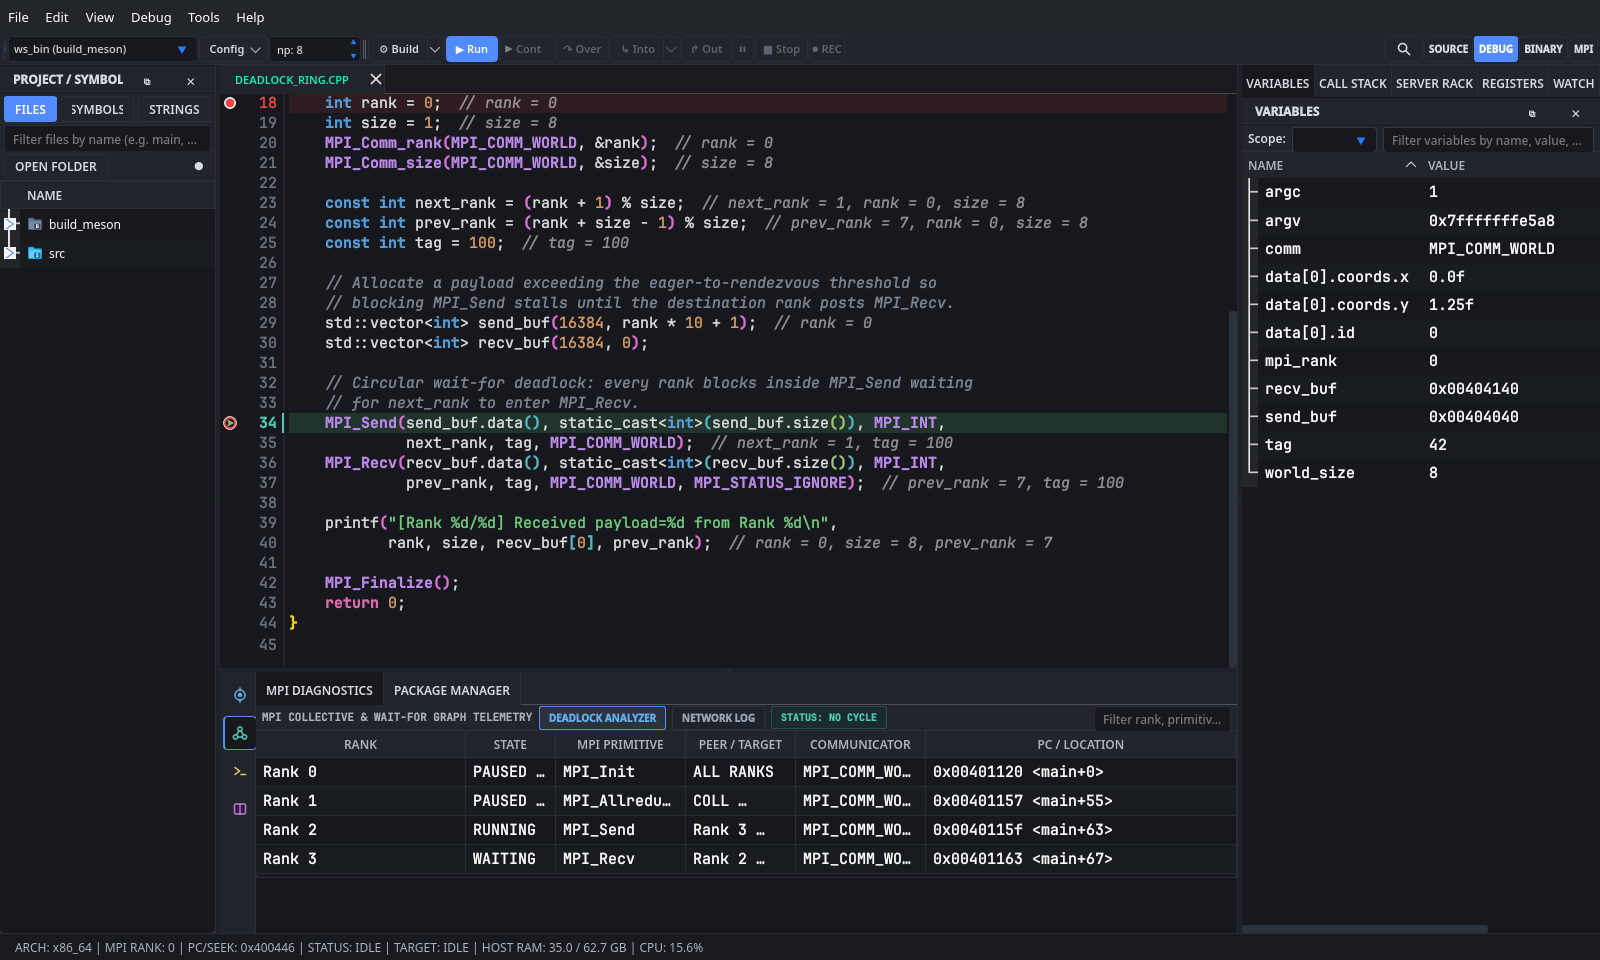 File Edit View Debug Tools Help
ws_bin (build_meson) Config np: 8 Build Run Cont Over Into Out Stop REC SOURCE DEBUG BINARY MPI
PROJECT / SYMBOL
FILES SYMBOLS STRINGS
Filter files by name (e.g. main, ...
OPEN FOLDER
NAME
build_meson
src
DEADLOCK_RING.CPP
18 int rank = 0; // rank = 0
19 int size = 1; // size = 8
20 MPI_Comm_rank(MPI_COMM_WORLD, &rank); // rank = 0
21 MPI_Comm_size(MPI_COMM_WORLD, &size); // size = 8
22
23 const int next_rank = (rank + 1) % size; // next_rank = 1, rank = 0, size = 8
24 const int prev_rank = (rank + size - 1) % size; // prev_rank = 7, rank = 0, size = 8
25 const int tag = 100; // tag = 100
26
27 // Allocate a payload exceeding the eager-to-rendezvous threshold so
28 // blocking MPI_Send stalls until the destination rank posts MPI_Recv.
29 std::vector<int> send_buf(16384, rank * 10 + 1); // rank = 0
30 std::vector<int> recv_buf(16384, 0);
31
32 // Circular wait-for deadlock: every rank blocks inside MPI_Send waiting
33 // for next_rank to enter MPI_Recv.
34 MPI_Send(send_buf.data(), static_cast<int>(send_buf.size()), MPI_INT,
35 next_rank, tag, MPI_COMM_WORLD); // next_rank = 1, tag = 100
36 MPI_Recv(recv_buf.data(), static_cast<int>(recv_buf.size()), MPI_INT,
37 prev_rank, tag, MPI_COMM_WORLD, MPI_STATUS_IGNORE); // prev_rank = 7, tag = 100
38
39 printf("[Rank %d/%d] Received payload=%d from Rank %d\n",
40 rank, size, recv_buf[0], prev_rank); // rank = 0, size = 8, prev_rank = 7
41
42 MPI_Finalize();
43 return 0;
44 }
45
MPI DIAGNOSTICS PACKAGE MANAGER
MPI COLLECTIVE & WAIT-FOR GRAPH TELEMETRY DEADLOCK ANALYZER NETWORK LOG STATUS: NO CYCLE Filter rank, primitiv...
RANK STATE MPI PRIMITIVE PEER / TARGET COMMUNICATOR PC / LOCATION
Rank 0 PAUSED … MPI_Init ALL RANKS MPI_COMM_WO… 0x00401120 <main+0>
Rank 1 PAUSED … MPI_Allredu… COLL … MPI_COMM_WO… 0x00401157 <main+55>
Rank 2 RUNNING MPI_Send Rank 3 … MPI_COMM_WO… 0x0040115f <main+63>
Rank 3 WAITING MPI_Recv Rank 2 … MPI_COMM_WO… 0x00401163 <main+67>
VARIABLES CALL STACK SERVER RACK REGISTERS WATCH
VARIABLES
Scope: Filter variables by name, value, ...
NAME VALUE
argc 1
argv 0x7fffffffe5a8
comm MPI_COMM_WORLD
data[0].coords.x 0.0f
data[0].coords.y 1.25f
data[0].id 0
mpi_rank 0
recv_buf 0x00404140
send_buf 0x00404040
tag 42
world_size 8
ARCH: x86_64 | MPI RANK: 0 | PC/SEEK: 0x400446 | STATUS: IDLE | TARGET: IDLE | HOST RAM: 35.0 / 62.7 GB | CPU: 15.6%